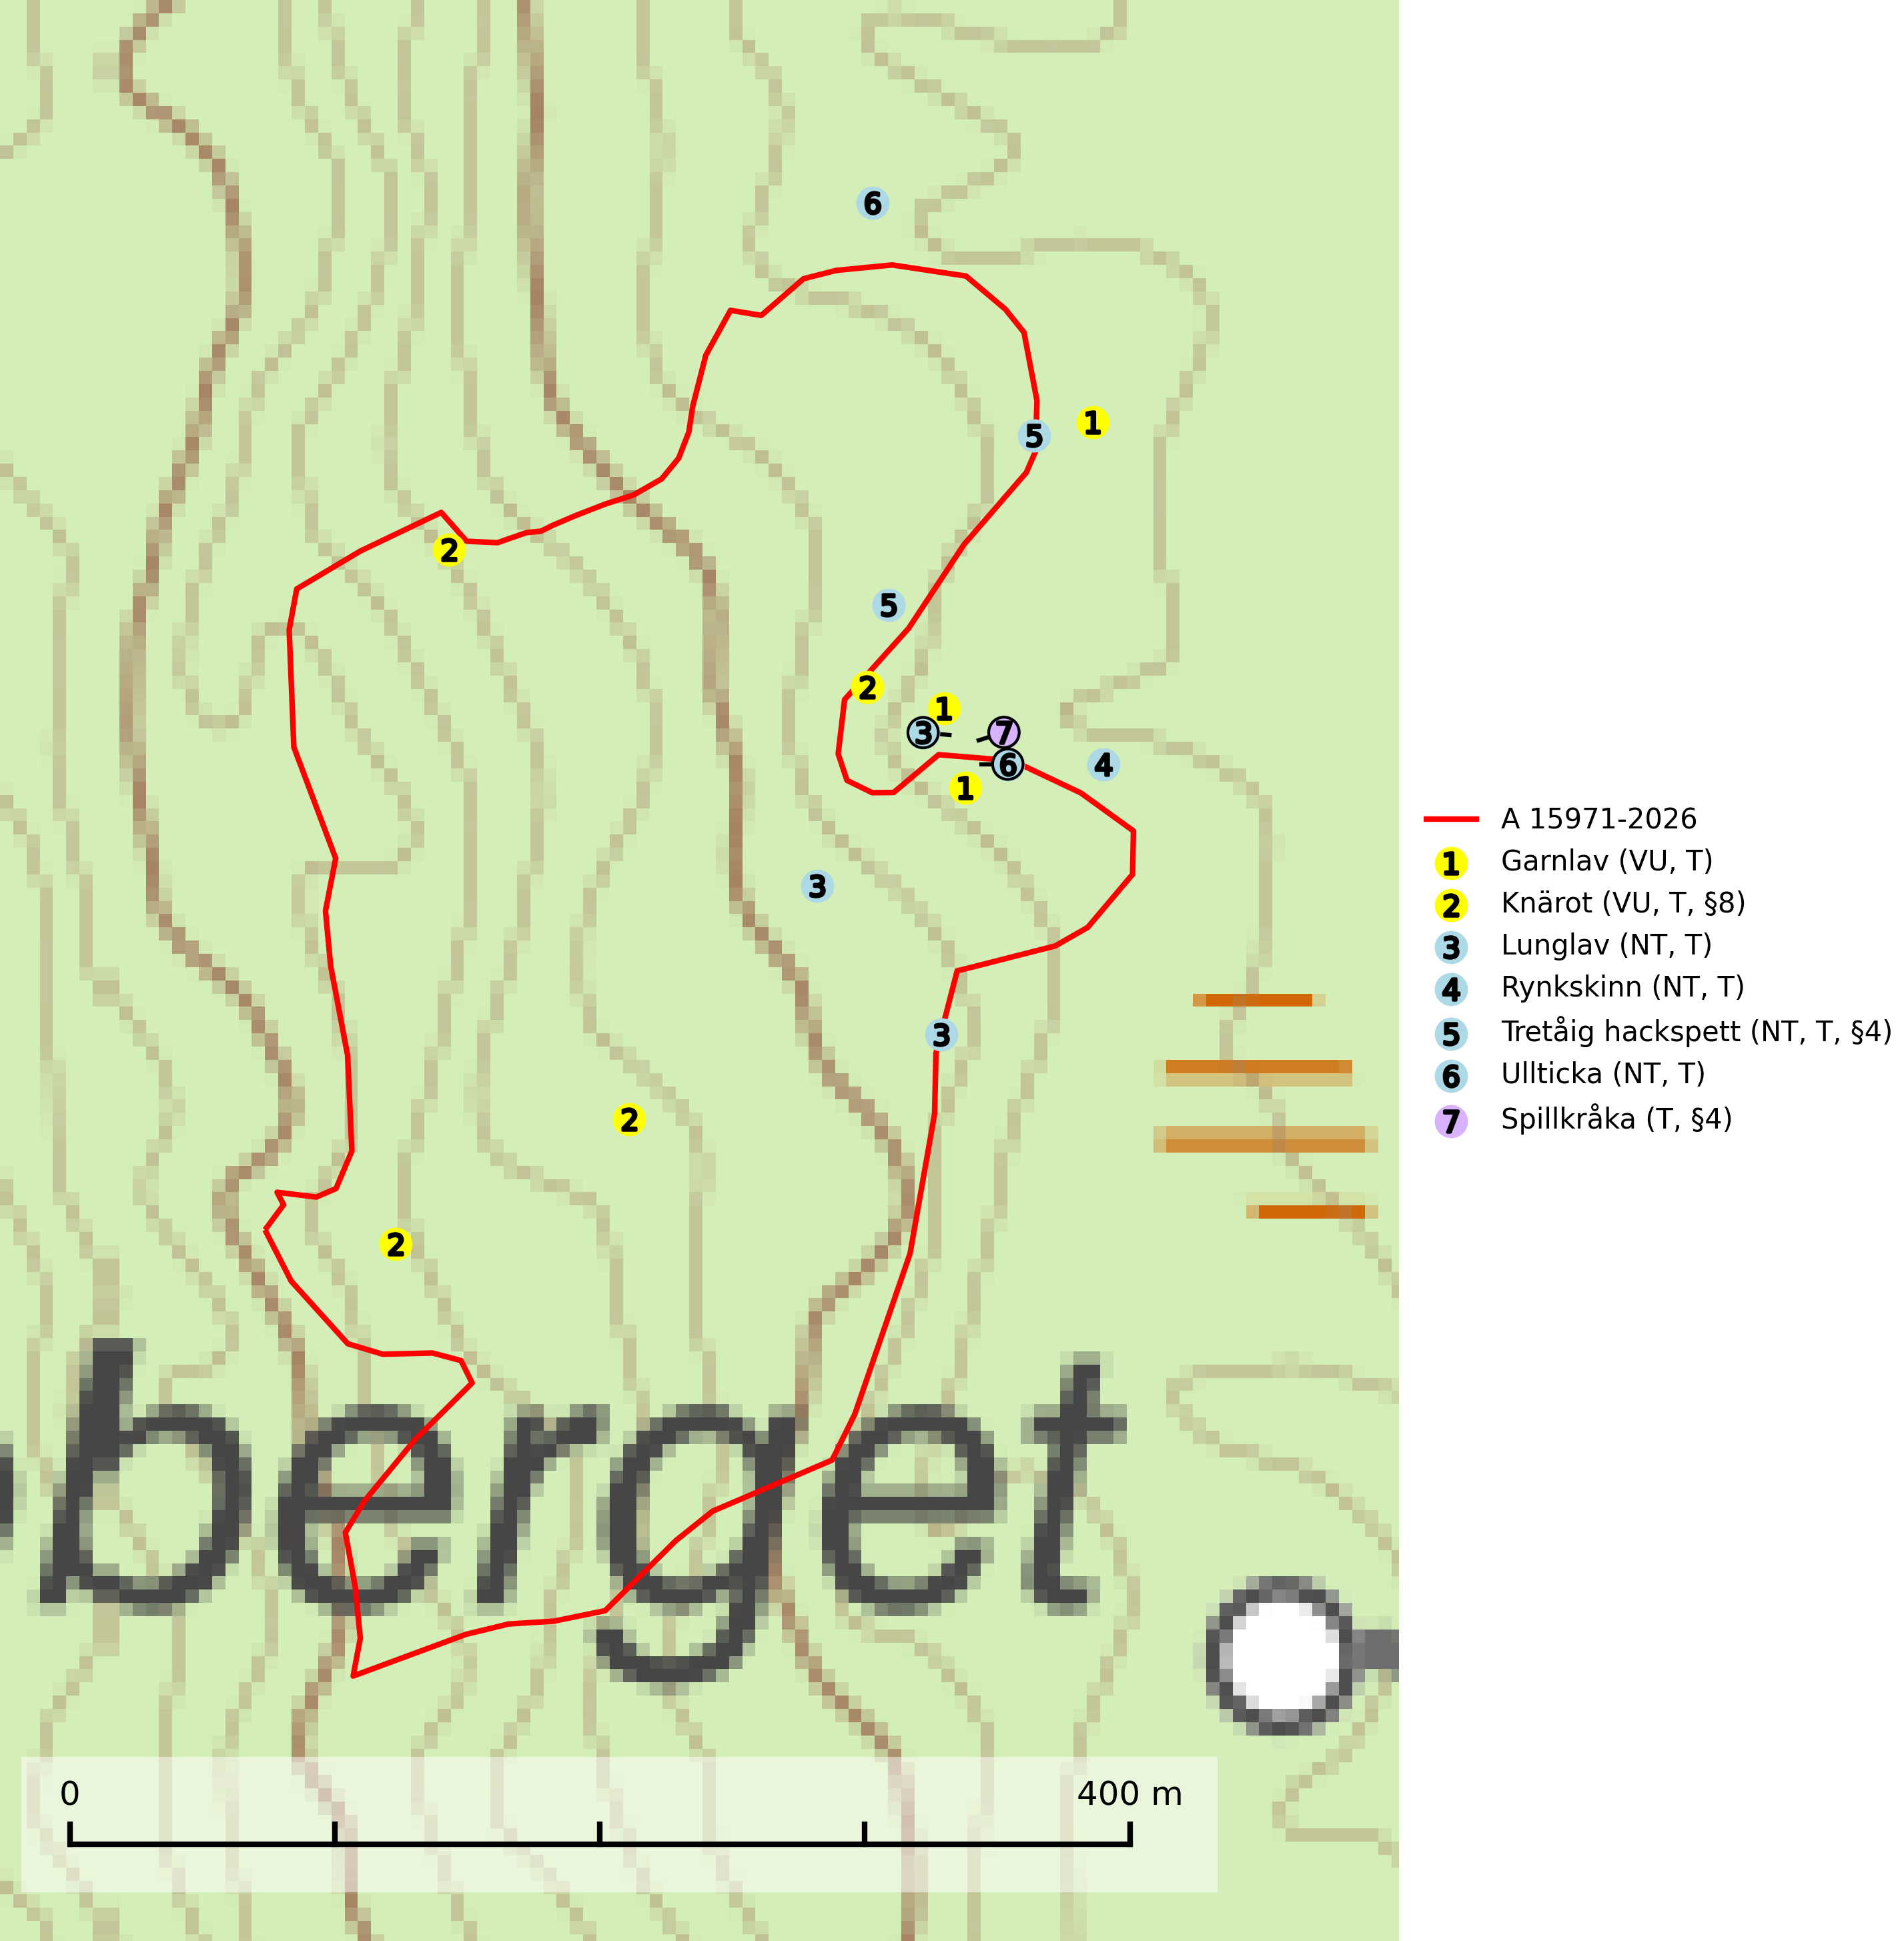 6
1
5
2
5
2
1
3
7
6
4
1
3
3
2
2
berget
0
400 m
A 15971-2026
1 Garnlav (VU, T)
2 Knärot (VU, T, §8)
3 Lunglav (NT, T)
4 Rynkskinn (NT, T)
5 Tretåig hackspett (NT, T, §4)
6 Ullticka (NT, T)
7 Spillkråka (T, §4)